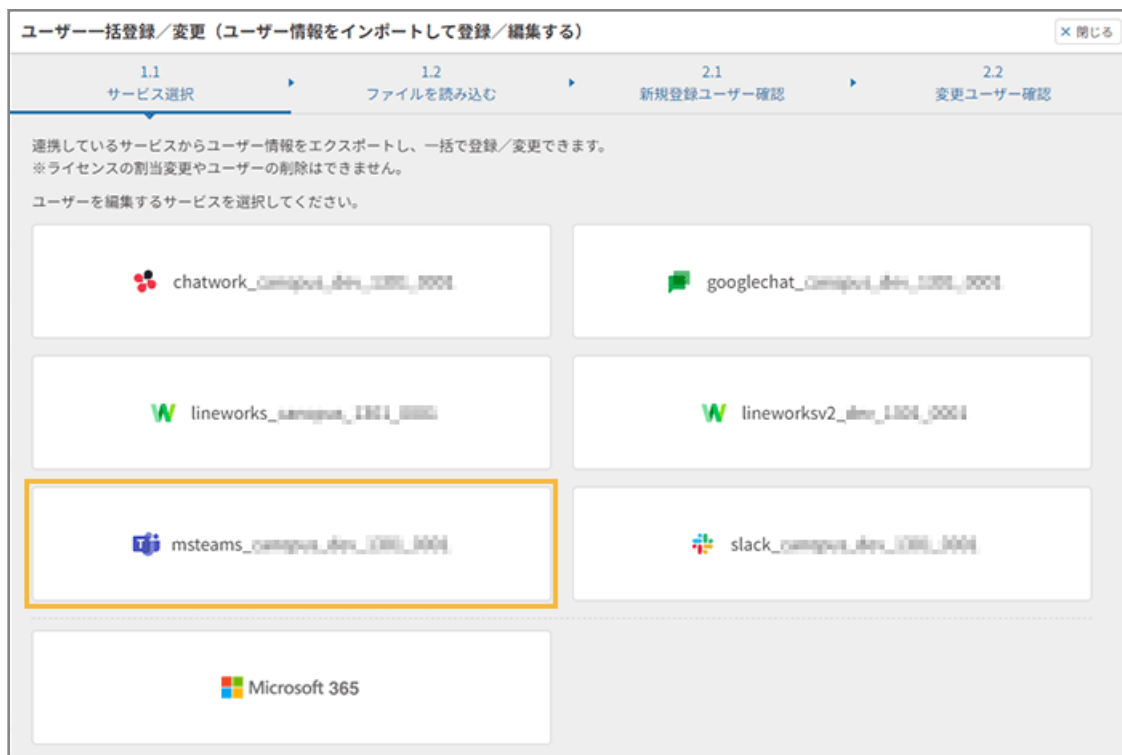 ユーザー一括登録／変更（ユーザー情報をインポートして登録／編集する）
× 閉じる
1.1
サービス選択
1.2
ファイルを読み込む
2.1
新規登録ユーザー確認
2.2
変更ユーザー確認
連携しているサービスからユーザー情報をエクスポートし、一括で登録／変更できます。
※ライセンスの割当変更やユーザーの削除はできません。
ユーザーを編集するサービスを選択してください。
chatwork_
googlechat_
lineworks_
lineworksv2_
msteams_
slack_
Microsoft 365